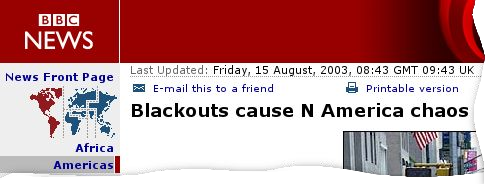 BBC
NEWS
Last Updated: Friday, 15 August, 2003, 08:43 GMT 09:43 UK
E-mail this to a friend
Printable version
Blackouts cause N America chaos
News Front Page
Africa
Americas